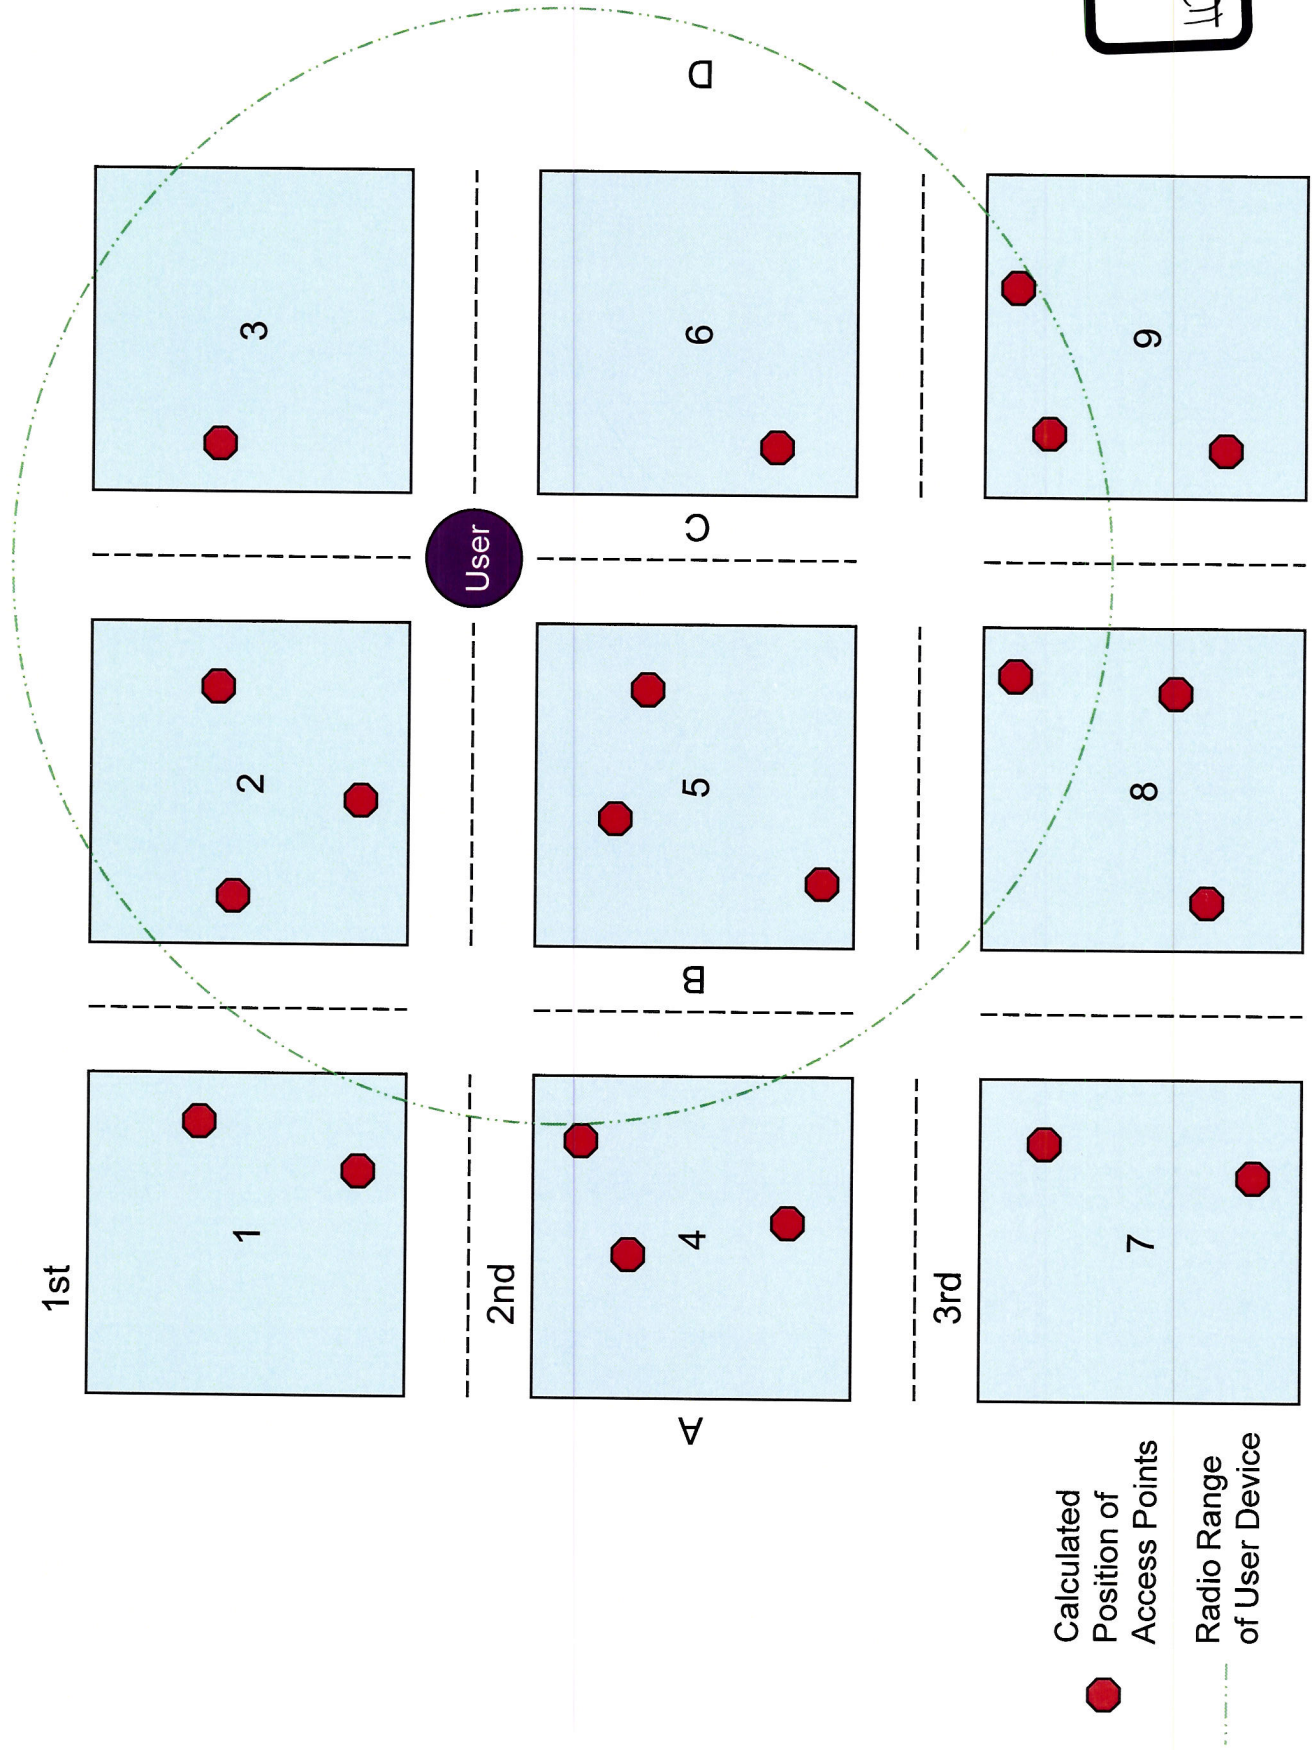 1st
2nd
3rd
A
B
C
D
1
2
3
4
5
6
7
8
9
User
Calculated
Position of
Access Points
Radio Range
of User Device